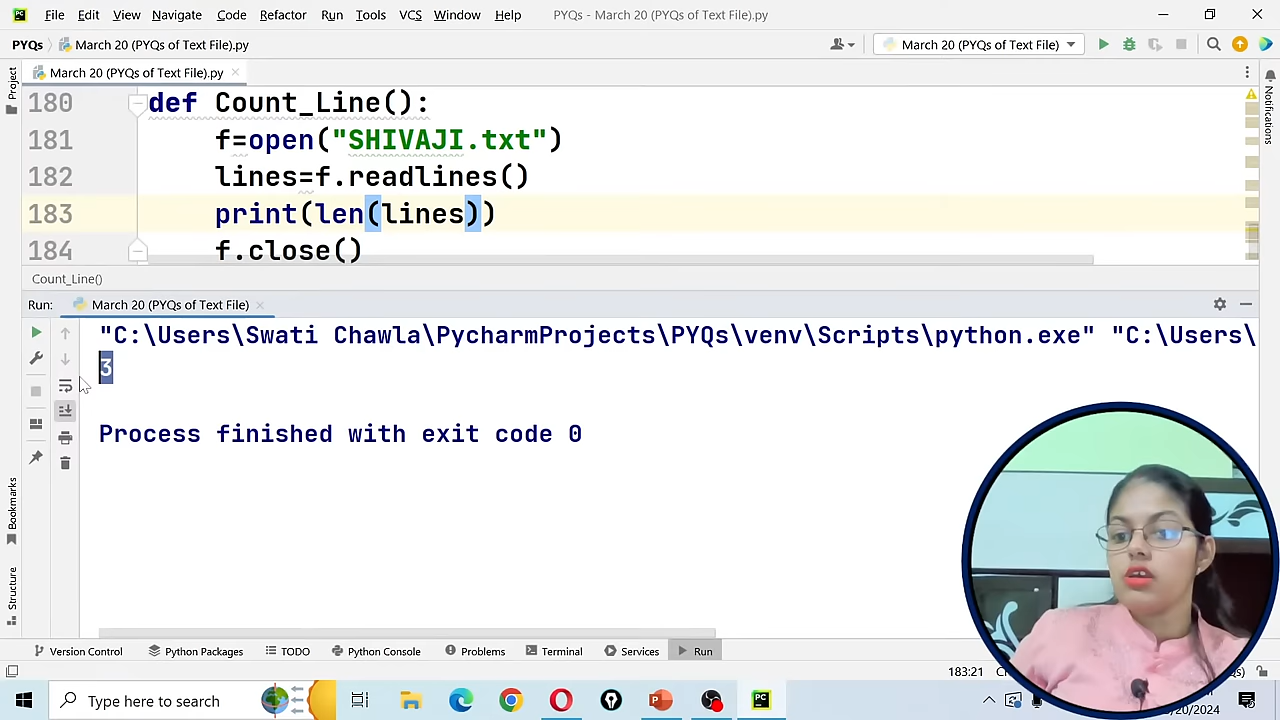 File Edit View Navigate Code Refactor Run Tools VCS Window Help PYQs - March 20 (PYQs of Text File).py
PYQs March 20 (PYQs of Text File).py March 20 (PYQs of Text File)
March 20 (PYQs of Text File).py
Project
Notifications
180 def Count_Line():
181 f=open("SHIVAJI.txt")
182 lines=f.readlines()
183 print(len(lines))
184 f.close()
Count_Line()
Run: March 20 (PYQs of Text File)
"C:\Users\Swati Chawla\PycharmProjects\PYQs\venv\Scripts\python.exe" "C:\Users\
3
Process finished with exit code 0
Bookmarks
Structure
Version Control Python Packages TODO Python Console Problems Terminal Services Run
183:21
Type here to search